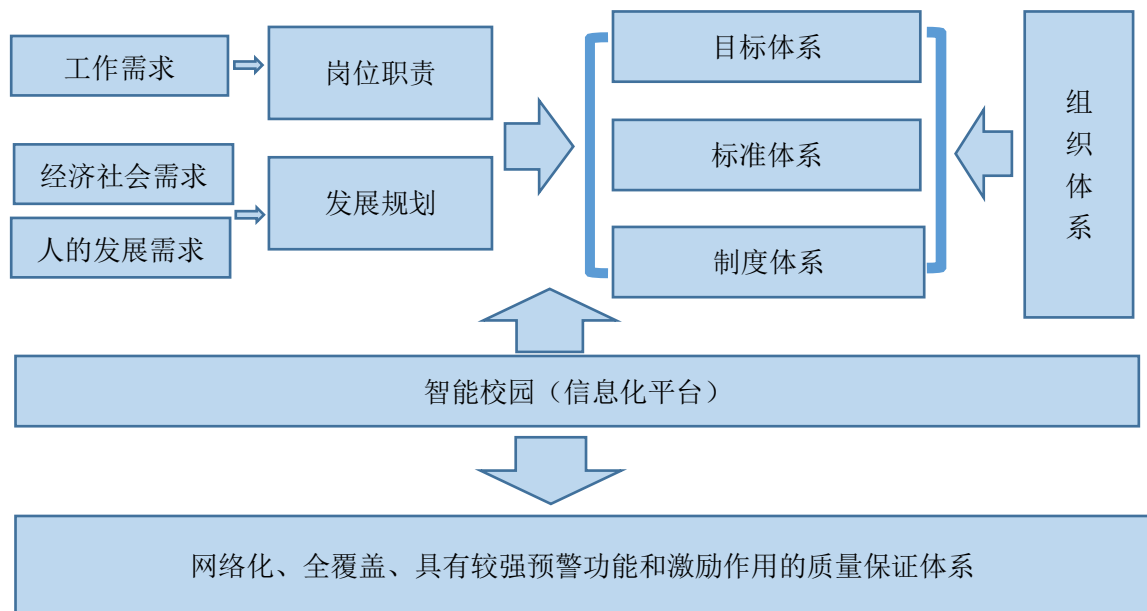 工作需求
岗位职责
经济社会需求
人的发展需求
发展规划
目标体系
标准体系
制度体系
组
织
体
系
智能校园（信息化平台）
网络化、全覆盖、具有较强预警功能和激励作用的质量保证体系